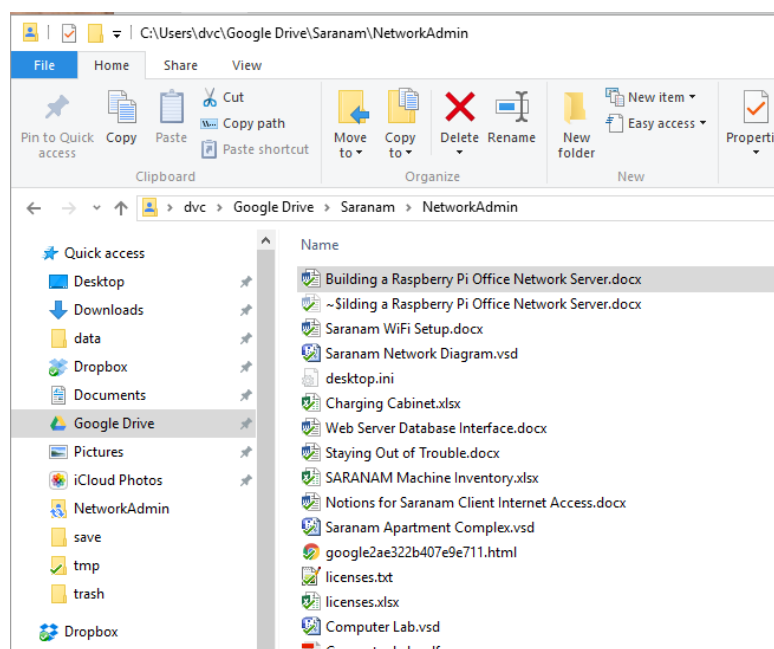 C:\Users\dvc\Google Drive\Saranam\NetworkAdmin
File Home Share View
Pin to Quick access
Copy
Paste
Cut
Copy path
Paste shortcut
Move to
Copy to
Delete
Rename
New folder
New item
Easy access
Properti
Clipboard Organize New
dvc > Google Drive > Saranam > NetworkAdmin
Quick access
Desktop
Downloads
data
Dropbox
Documents
Google Drive
Pictures
iCloud Photos
NetworkAdmin
save
tmp
trash
Dropbox
Name
Building a Raspberry Pi Office Network Server.docx
~$ilding a Raspberry Pi Office Network Server.docx
Saranam WiFi Setup.docx
Saranam Network Diagram.vsd
desktop.ini
Charging Cabinet.xlsx
Web Server Database Interface.docx
Staying Out of Trouble.docx
SARANAM Machine Inventory.xlsx
Notions for Saranam Client Internet Access.docx
Saranam Apartment Complex.vsd
google2ae322b407e9e711.html
licenses.txt
licenses.xlsx
Computer Lab.vsd